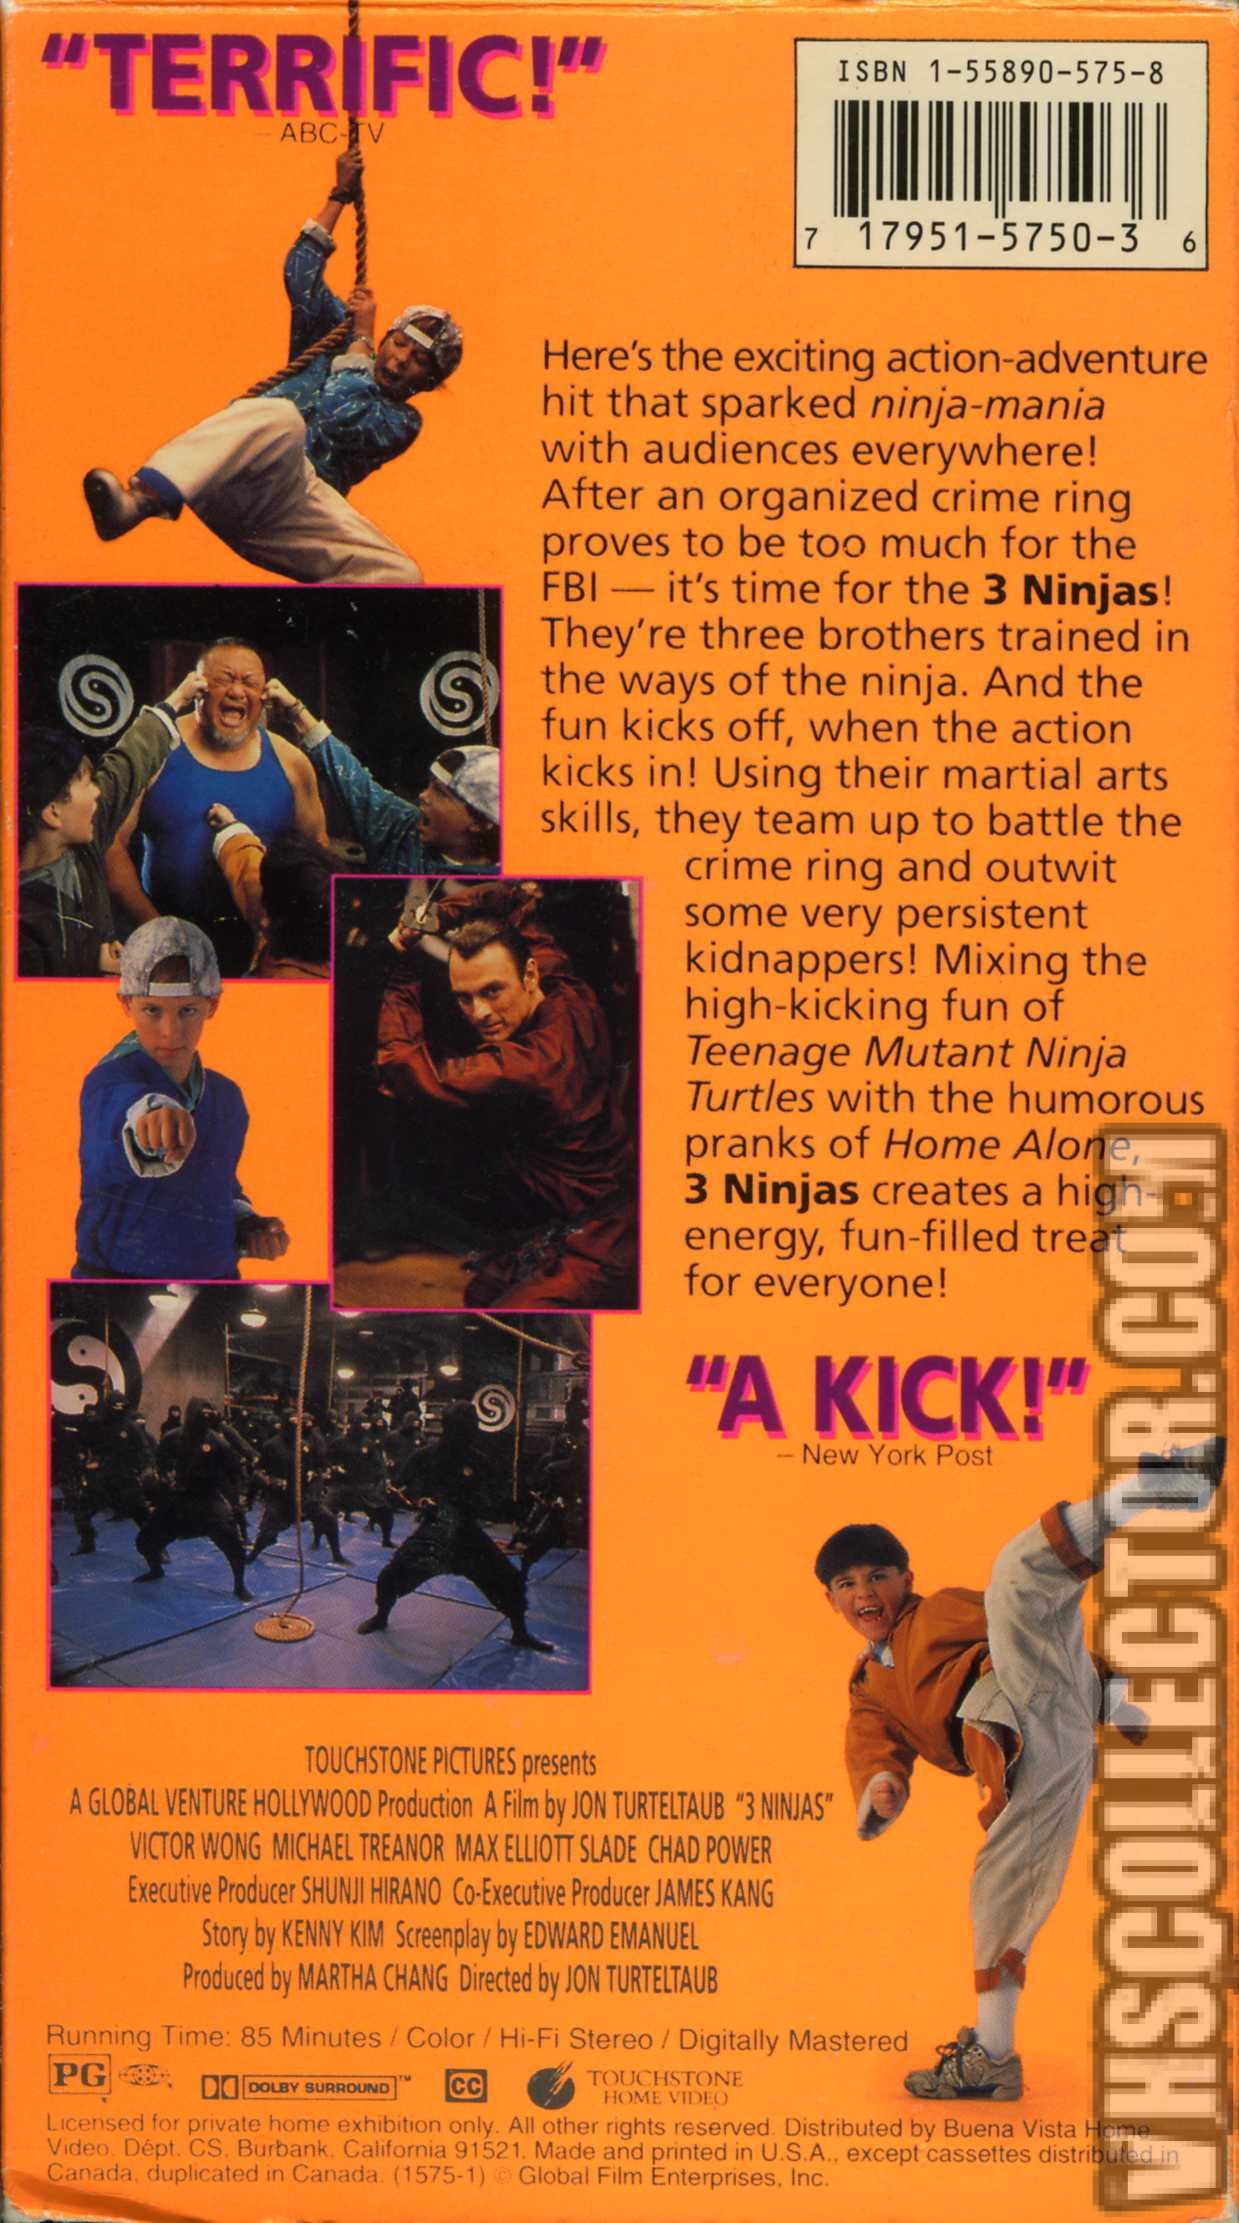 “TERRIFIC!”
– ABC-TV
ISBN 1-55890-575-8
7 17951-5750-3 6
Here's the exciting action-adventure
hit that sparked ninja-mania
with audiences everywhere!
After an organized crime ring
proves to be too much for the
FBI — it's time for the 3 Ninjas!
They're three brothers trained in
the ways of the ninja. And the
fun kicks off, when the action
kicks in! Using their martial arts
skills, they team up to battle the
crime ring and outwit
some very persistent
kidnappers! Mixing the
high-kicking fun of
Teenage Mutant Ninja
Turtles with the humorous
pranks of Home Alone,
3 Ninjas creates a high-
energy, fun-filled treat
for everyone!
“A KICK!”
– New York Post
TOUCHSTONE PICTURES presents
A GLOBAL VENTURE HOLLYWOOD Production A Film by JON TURTELTAUB “3 NINJAS”
VICTOR WONG MICHAEL TREANOR MAX ELLIOTT SLADE CHAD POWER
Executive Producer SHUNJI HIRANO Co-Executive Producer JAMES KANG
Story by KENNY KIM Screenplay by EDWARD EMANUEL
Produced by MARTHA CHANG Directed by JON TURTELTAUB
Running Time: 85 Minutes / Color / Hi-Fi Stereo / Digitally Mastered
PG DOLBY SURROUND™ CC TOUCHSTONE
HOME VIDEO
Licensed for private home exhibition only. All other rights reserved. Distributed by Buena Vista Home
Video. Dépt. CS. Burbank. California 91521. Made and printed in U.S.A., except cassettes distributed in
Canada, duplicated in Canada. (1575-1) © Global Film Enterprises, Inc.
VHSCOLLECTOR.COM